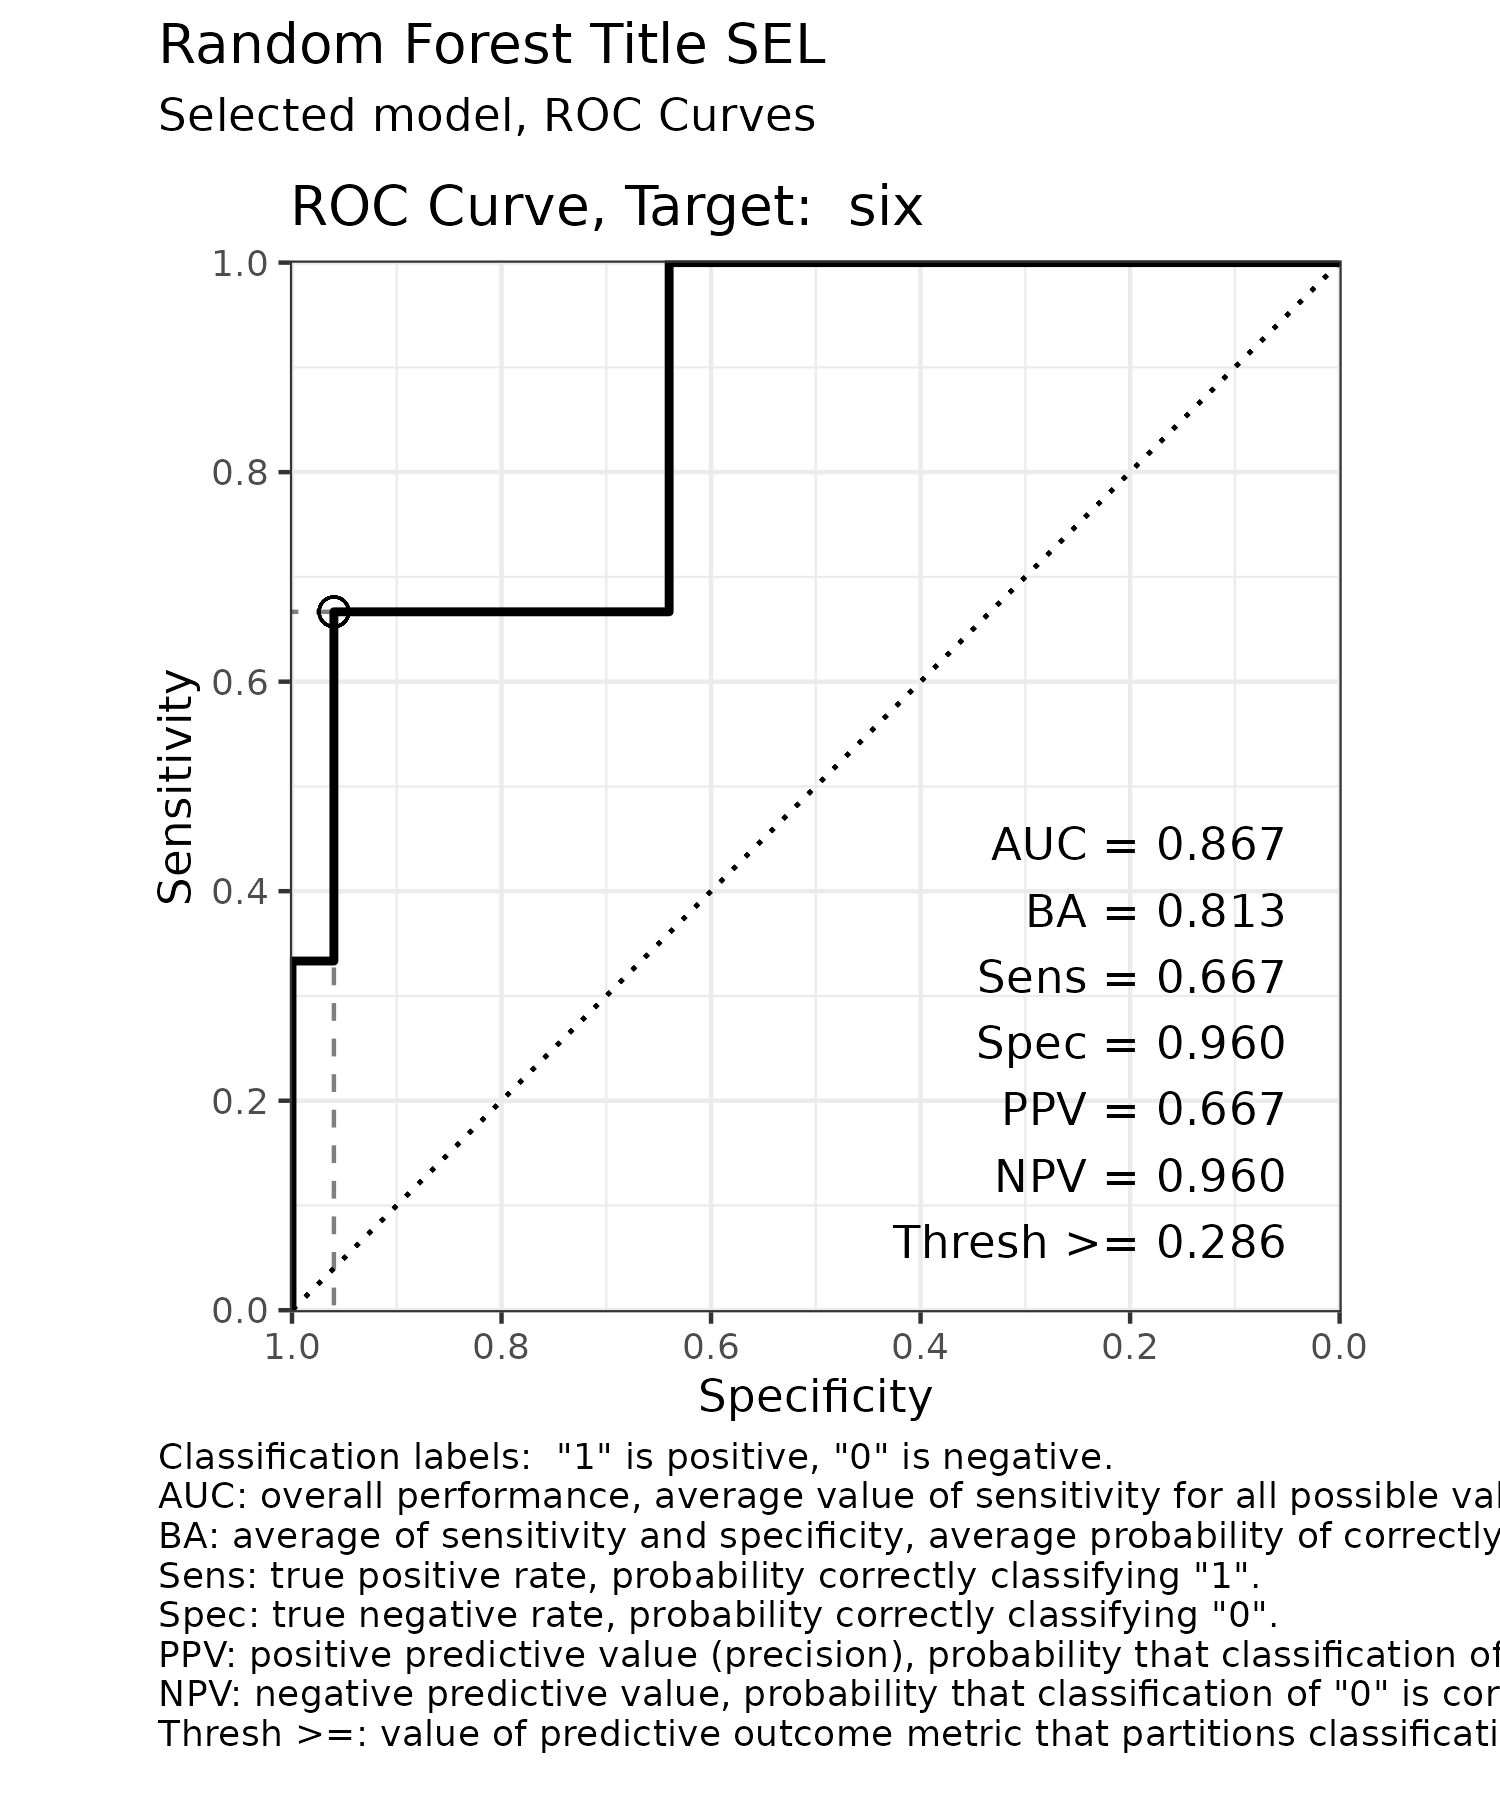 Random Forest Title SEL
Selected model, ROC Curves
ROC Curve, Target:  six
1.0
0.8
0.6
0.4
0.2
0.0
Sensitivity
AUC = 0.867
BA = 0.813
Sens = 0.667
Spec = 0.960
PPV = 0.667
NPV = 0.960
Thresh >= 0.286
1.0 0.8 0.6 0.4 0.2 0.0
Specificity
Classification labels:  "1" is positive, "0" is negative.
AUC: overall performance, average value of sensitivity for all possible
BA: average of sensitivity and specificity, average probability of correctly
Sens: true positive rate, probability correctly classifying "1".
Spec: true negative rate, probability correctly classifying "0".
PPV: positive predictive value (precision), probability that classification of
NPV: negative predictive value, probability that classification of "0" is
Thresh >=: value of predictive outcome metric that partitions